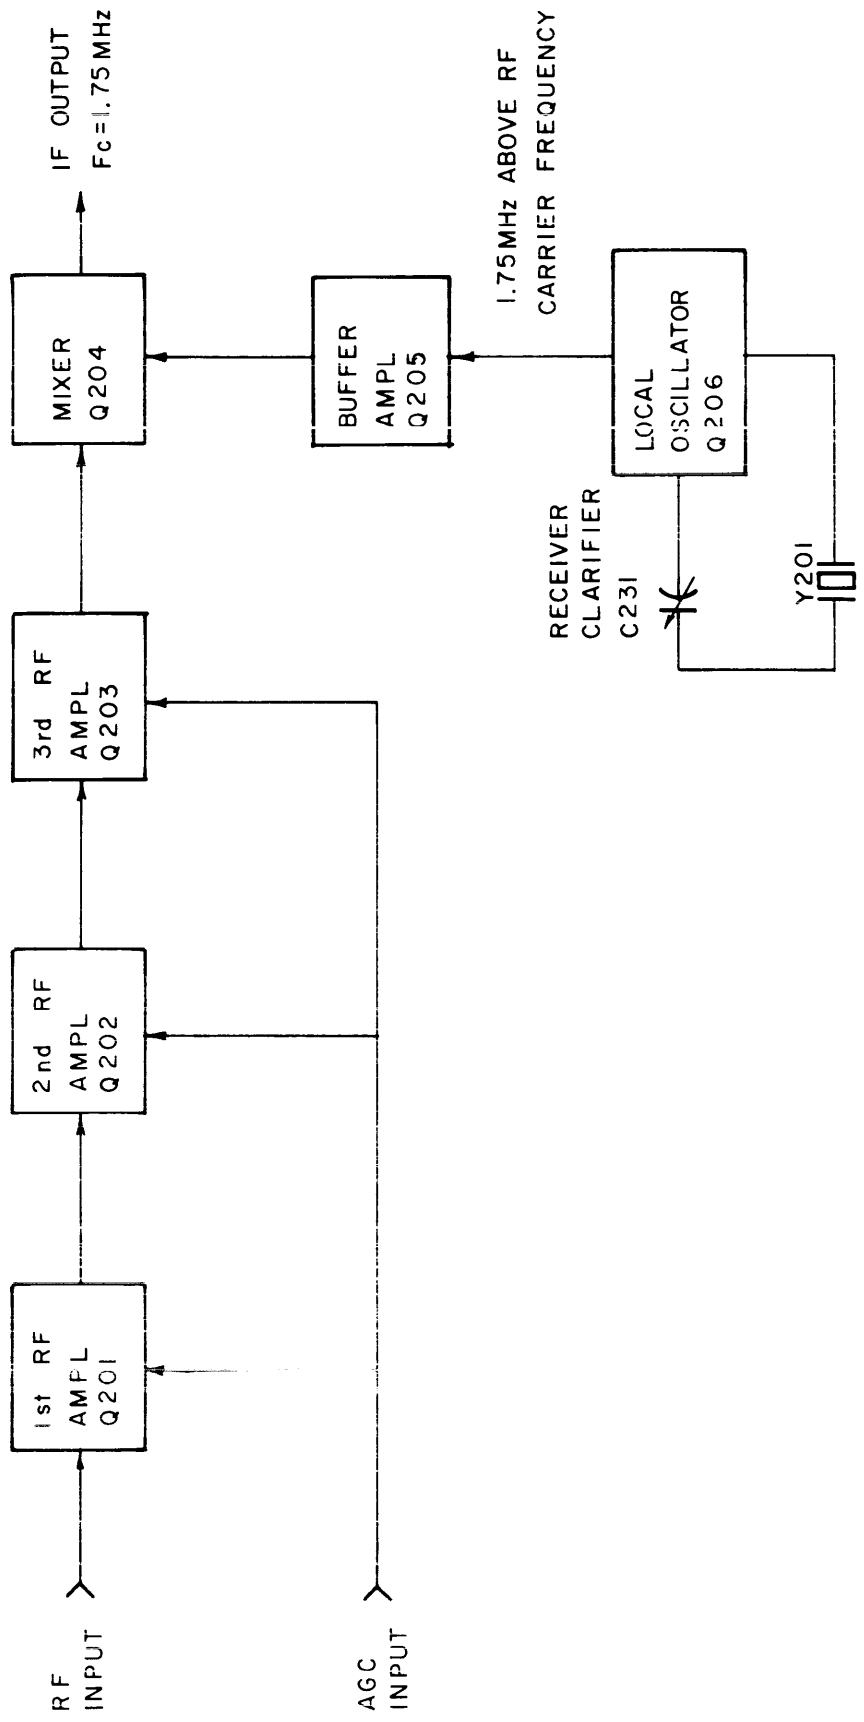 RF
INPUT
1st RF
AMPL
Q201
2nd RF
AMPL
Q202
3rd RF
AMPL
Q203
MIXER
Q204
IF OUTPUT
Fc=1.75MHz
AGC
INPUT
BUFFER
AMPL
Q205
1.75MHz ABOVE RF
CARRIER FREQUENCY
RECEIVER
CLARIFIER
C231
LOCAL
OSCILLATOR
Q206
Y201